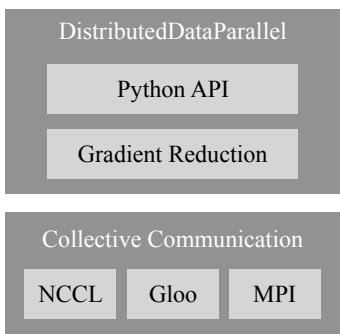 DistributedDataParallel
Python API
Gradient Reduction
Collective Communication
NCCL Gloo MPI